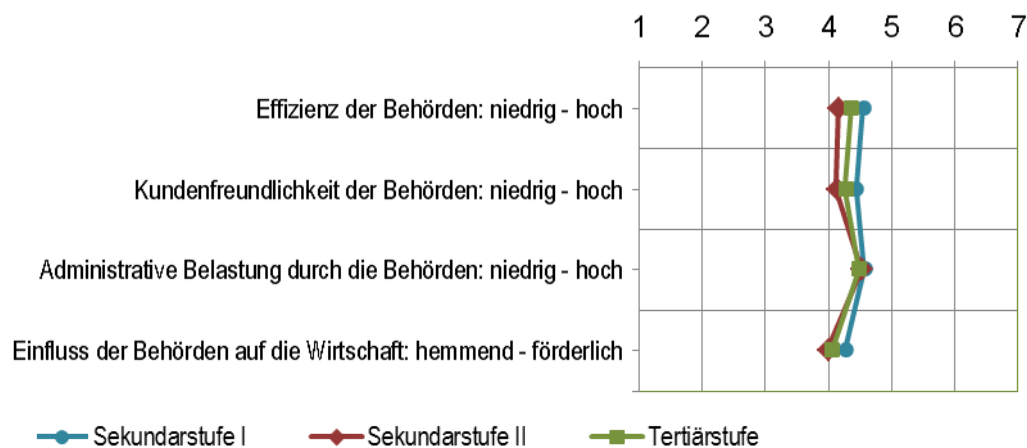 1 2 3 4 5 6 7
Effizienz der Behörden: niedrig - hoch
Kundenfreundlichkeit der Behörden: niedrig - hoch
Administrative Belastung durch die Behörden: niedrig - hoch
Einfluss der Behörden auf die Wirtschaft: hemmend - förderlich
Sekundarstufe I Sekundarstufe II Tertiärstufe